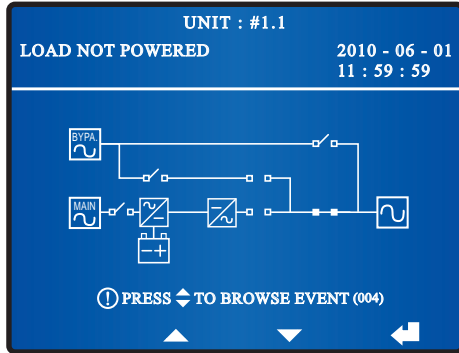 UNIT : #1.1
LOAD NOT POWERED
2010 - 06 - 01
11 : 59 : 59
BYPA.
MAIN
PRESS TO BROWSE EVENT (004)